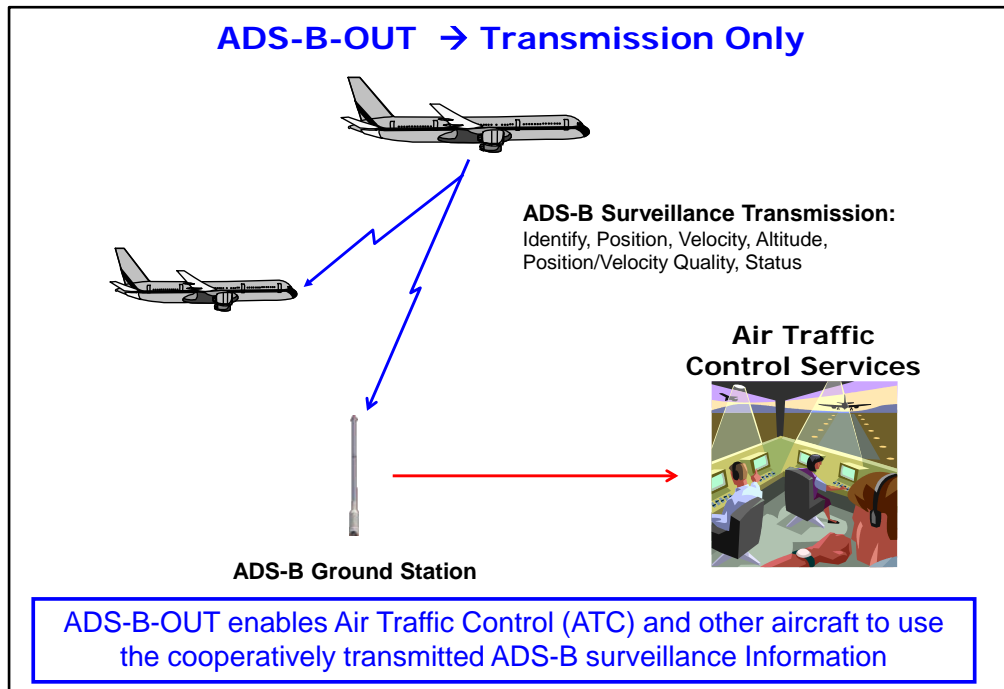 ADS-B-OUT → Transmission Only
ADS-B Surveillance Transmission:
Identify, Position, Velocity, Altitude,
Position/Velocity Quality, Status
Air Traffic
Control Services
ADS-B Ground Station
ADS-B-OUT enables Air Traffic Control (ATC) and other aircraft to use
the cooperatively transmitted ADS-B surveillance Information